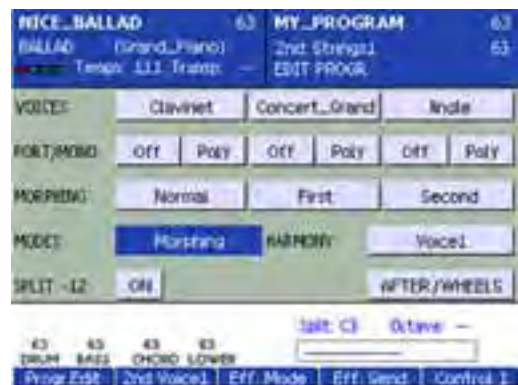 NICE_BALLAD 63 MY_PROGRAM 63
BALLAD (Grand_Piano) 2nd Strings1 63
Tempo 111 Transp. -- EDIT PROGR.
VOICES Clavinet Concert_Grand
PORT/MONO Off Poly Off Poly Off Poly
MORPHING Normal First Second
MODES Morphing HARMONY Voice1
SPLIT -12 ON AFTER/WHEELS
Split C3 Octave --
63 63 63 63
DRUM BASS CHORD LOWER
Progr.Edit 2nd Voice1 Eff.Mode Eff.Send Control 1